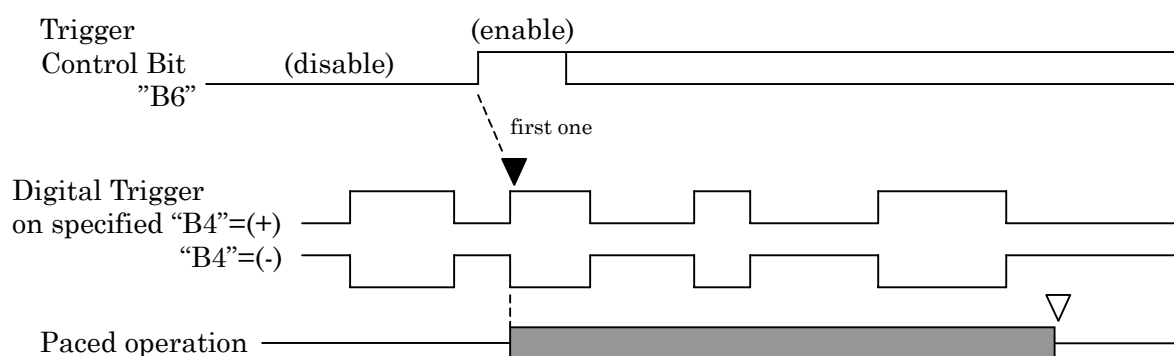 Trigger
Control Bit
”B6”
(disable)
(enable)
first one
Digital Trigger
on specified “B4”=(+)
“B4”=(-)
Paced operation